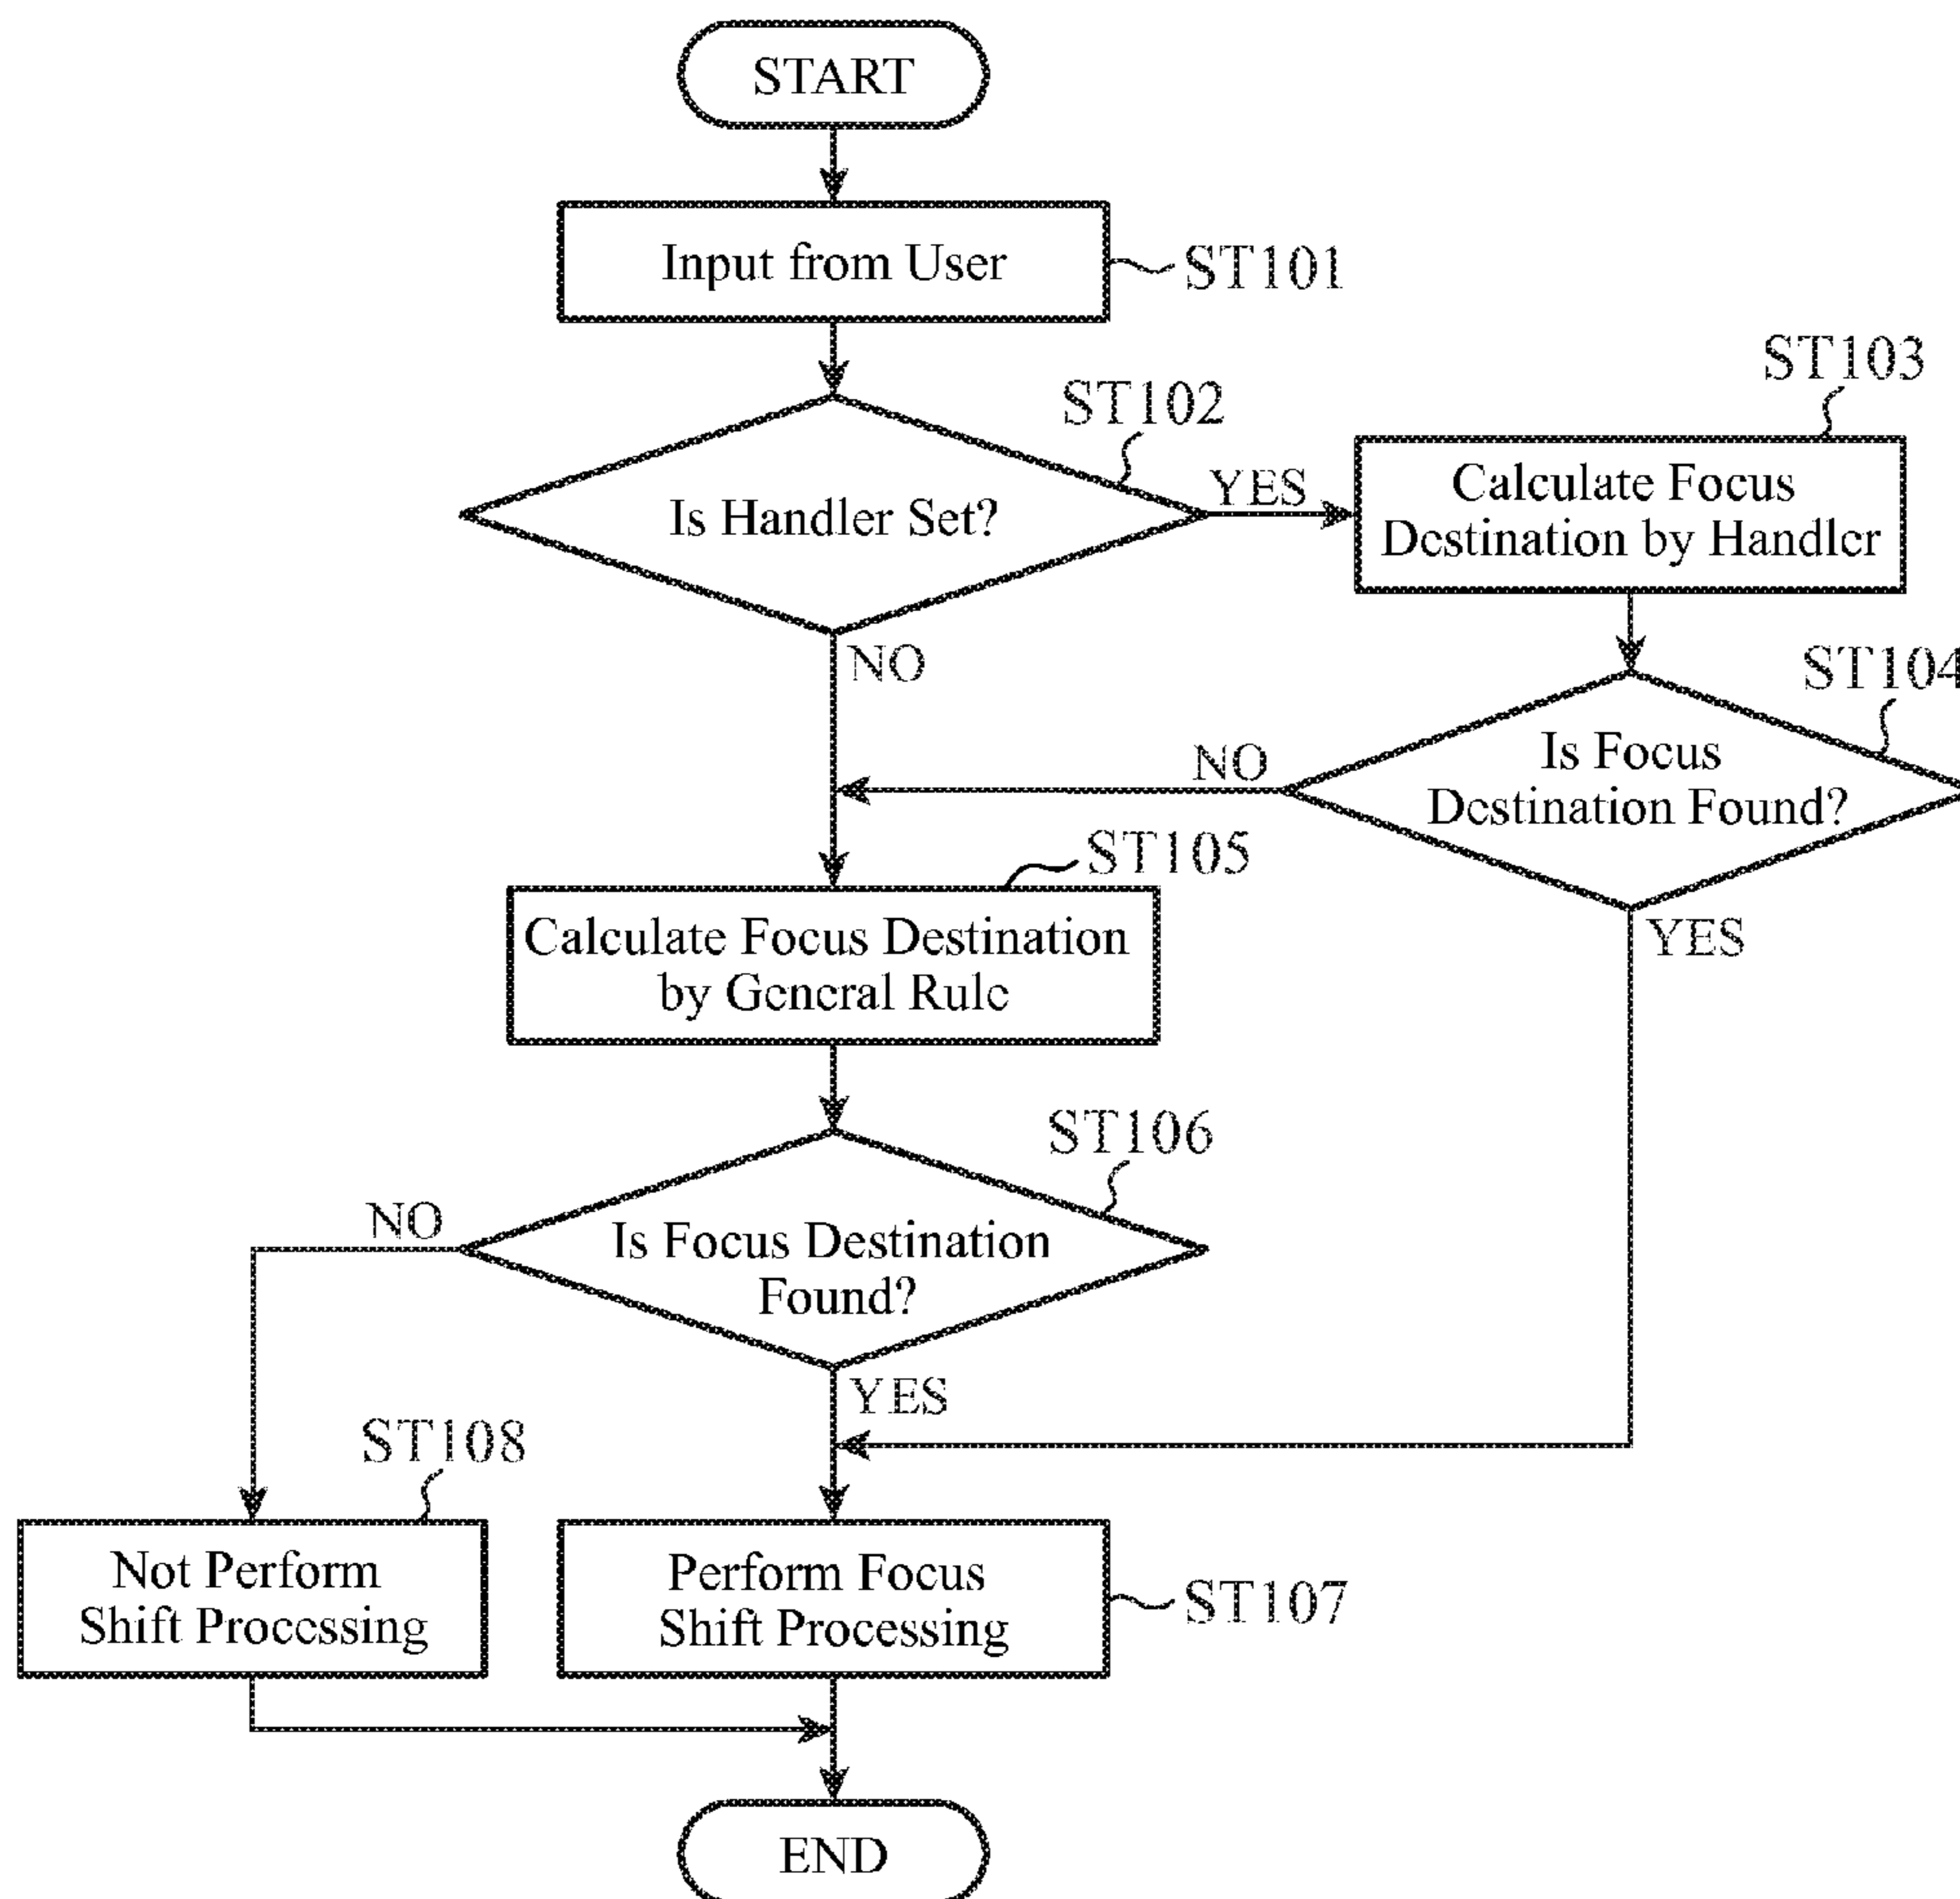 START
Input from User
ST101
ST102
Is Handler Set?
YES
NO
ST103
Calculate Focus
Destination by Handler
ST104
Is Focus
Destination Found?
NO
YES
ST105
Calculate Focus Destination
by General Rule
ST106
Is Focus Destination
Found?
NO
YES
ST108
Not Perform
Shift Processing
Perform Focus
Shift Processing
ST107
END